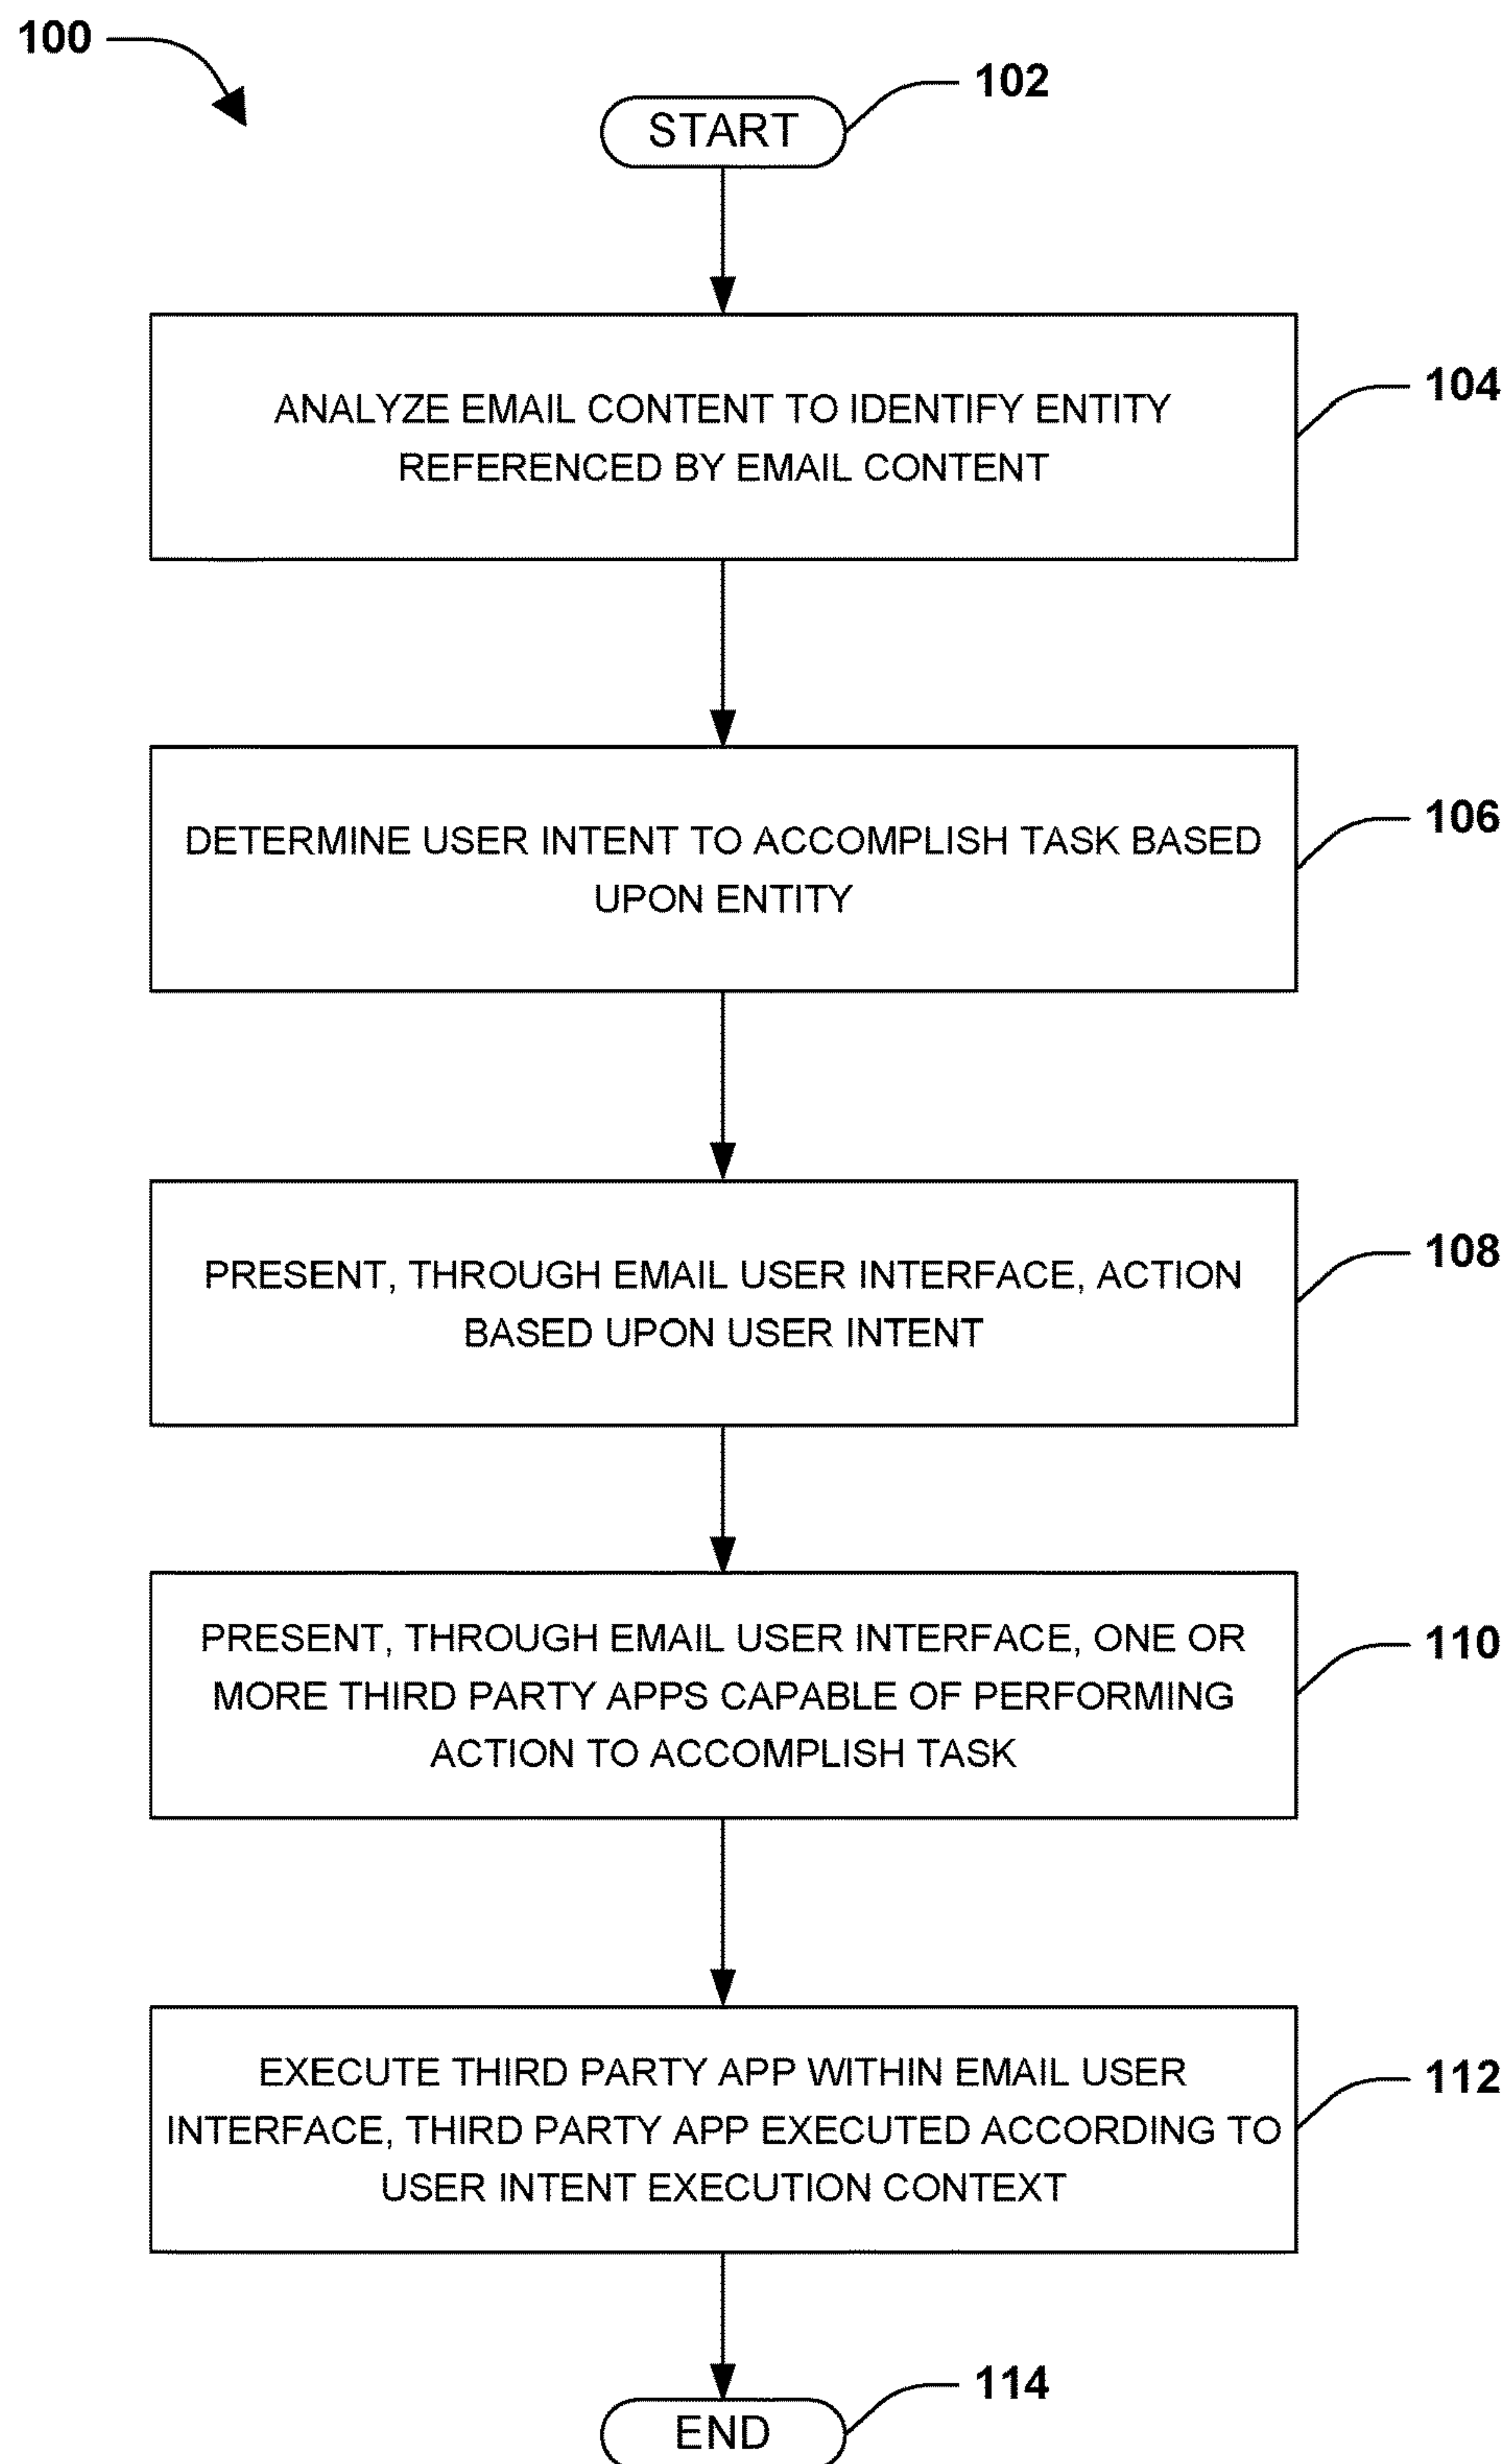 100
102
START
104
ANALYZE EMAIL CONTENT TO IDENTIFY ENTITY
REFERENCED BY EMAIL CONTENT
106
DETERMINE USER INTENT TO ACCOMPLISH TASK BASED
UPON ENTITY
108
PRESENT, THROUGH EMAIL USER INTERFACE, ACTION
BASED UPON USER INTENT
110
PRESENT, THROUGH EMAIL USER INTERFACE, ONE OR
MORE THIRD PARTY APPS CAPABLE OF PERFORMING
ACTION TO ACCOMPLISH TASK
112
EXECUTE THIRD PARTY APP WITHIN EMAIL USER
INTERFACE, THIRD PARTY APP EXECUTED ACCORDING TO
USER INTENT EXECUTION CONTEXT
114
END